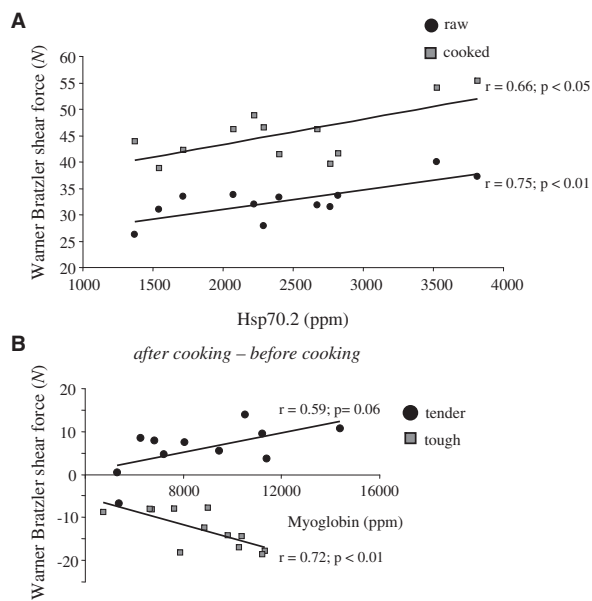 A
raw
cooked
Warner Bratzler shear force (N)
60
55
50
45
40
35
30
25
20
r = 0.66; p < 0.05
r = 0.75; p < 0.01
1000 1500 2000 2500 3000 3500 4000
Hsp70.2 (ppm)
B
after cooking – before cooking
Warner Bratzler shear force (N)
20
10
0
-10
-20
r = 0.59; p= 0.06
tender
tough
8000 12000 16000
Myoglobin (ppm)
r = 0.72; p < 0.01